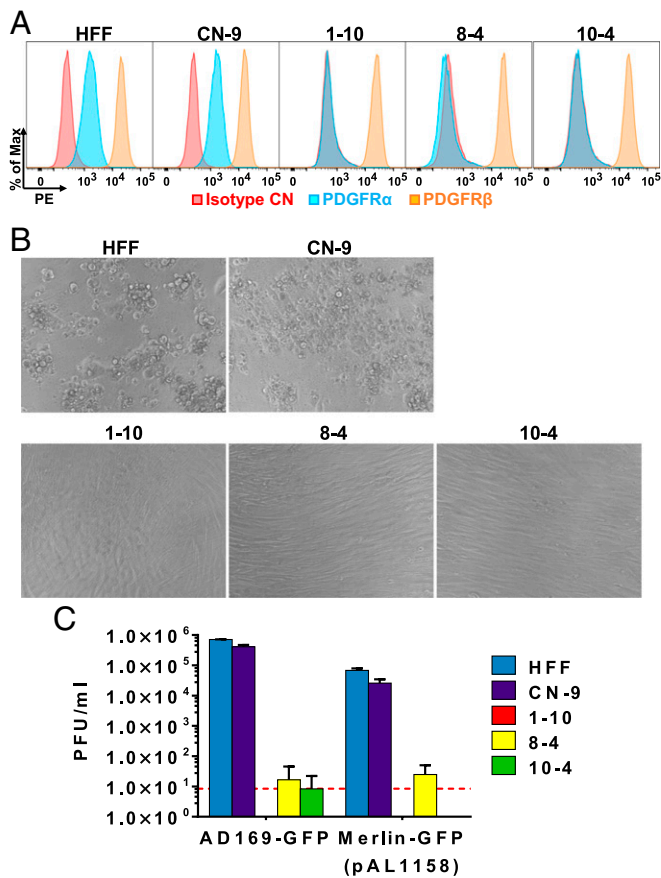 A
HFF CN-9 1-10 8-4 10-4
% of Max
0 10³ 10⁴ 10⁵ 0 10³ 10⁴ 10⁵ 0 10³ 10⁴ 10⁵ 0 10³ 10⁴ 10⁵ 0 10³ 10⁴ 10⁵
PE
Isotype CN PDGFRα PDGFRβ
B
HFF CN-9
1-10 8-4 10-4
C
PFU/ml
1.0×10⁶
1.0×10⁵
1.0×10⁴
1.0×10³
1.0×10²
1.0×10¹
1.0×10⁰
AD169-GFP Merlin-GFP
(pAL1158)
HFF
CN-9
1-10
8-4
10-4